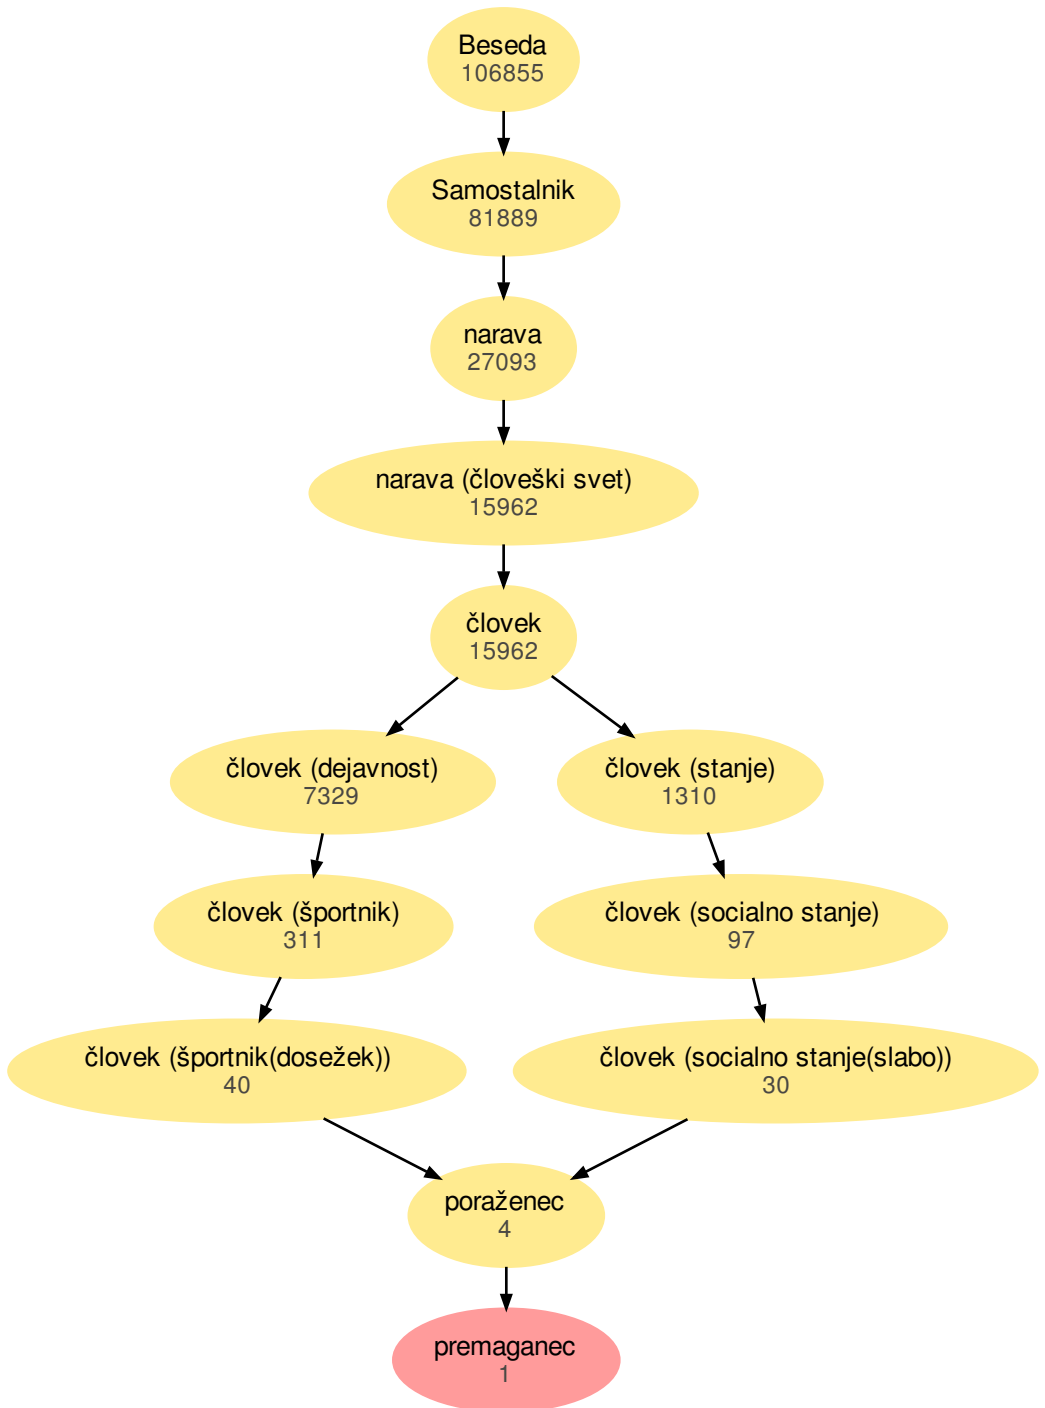 Beseda
106855
Samostalnik
81889
narava
27093
narava (človeški svet)
15962
človek
15962
človek (dejavnost)
7329
človek (stanje)
1310
človek (športnik)
311
človek (socialno stanje)
97
človek (športnik(dosežek))
40
človek (socialno stanje(slabo))
30
poraženec
4
premaganec
1